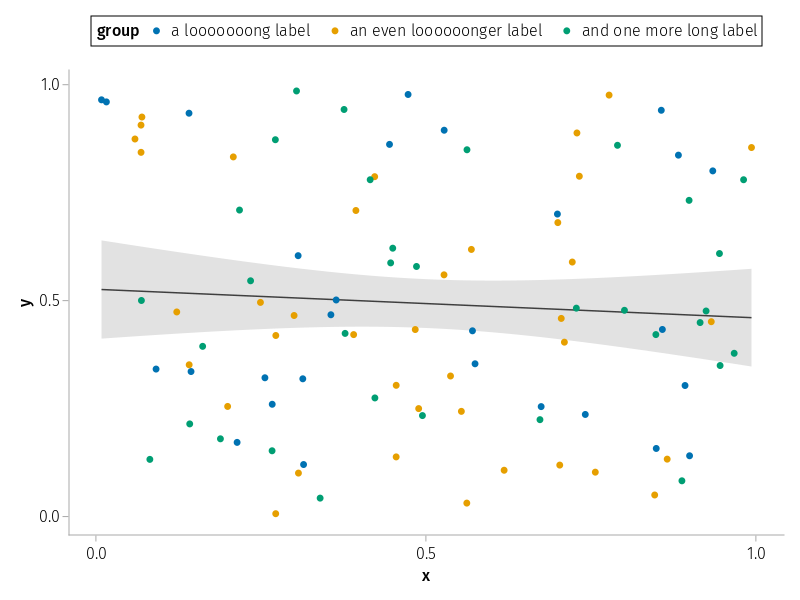 group a looooooong label an even loooooonger label and one more long label
1.0
y 0.5
0.0
0.0 0.5 1.0
x